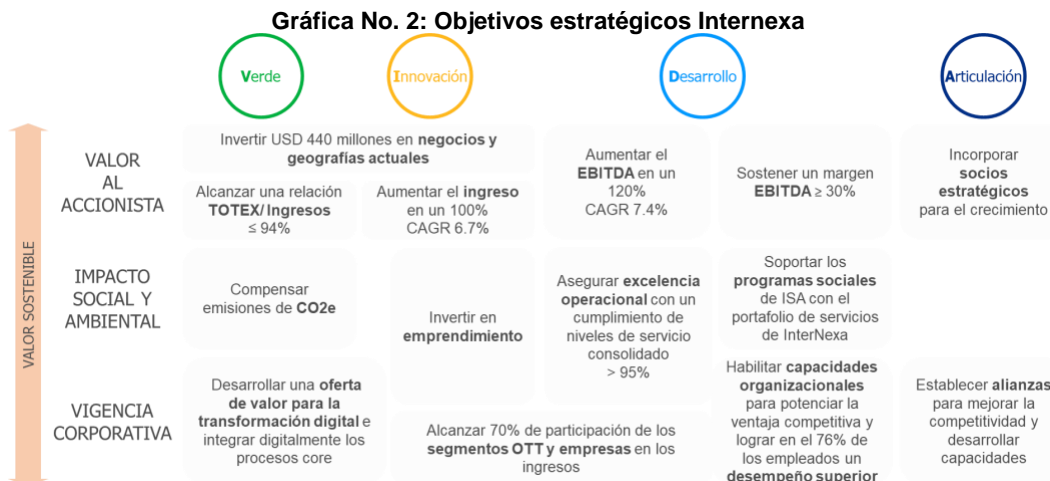 Gráfica No. 2: Objetivos estratégicos Internexa
Verde
Innovación
Desarrollo
Articulación
VALOR SOSTENIBLE
VALOR
AL
ACCIONISTA
Invertir USD 440 millones en negocios y
geografías actuales
Alcanzar una relación
TOTEX/ Ingresos
≤ 94%
Aumentar el ingreso
en un 100%
CAGR 6.7%
Aumentar el
EBITDA en un
120%
CAGR 7.4%
Sostener un margen
EBITDA ≥ 30%
Incorporar
socios
estratégicos
para el crecimiento
IMPACTO
SOCIAL Y
AMBIENTAL
Compensar
emisiones de CO2e
Invertir en
emprendimiento
Asegurar excelencia
operacional con un
cumplimiento de
niveles de servicio
consolidado
> 95%
Soportar los
programas sociales
de ISA con el
portafolio de servicios
de InterNexa
VIGENCIA
CORPORATIVA
Desarrollar una oferta
de valor para la
transformación digital e
integrar digitalmente los
procesos core
Alcanzar 70% de participación de los
segmentos OTT y empresas en los
ingresos
Habilitar capacidades
organizacionales
para potenciar la
ventaja competitiva y
lograr en el 76% de
los empleados un
desempeño superior
Establecer alianzas
para mejorar la
competitividad y
desarrollar
capacidades